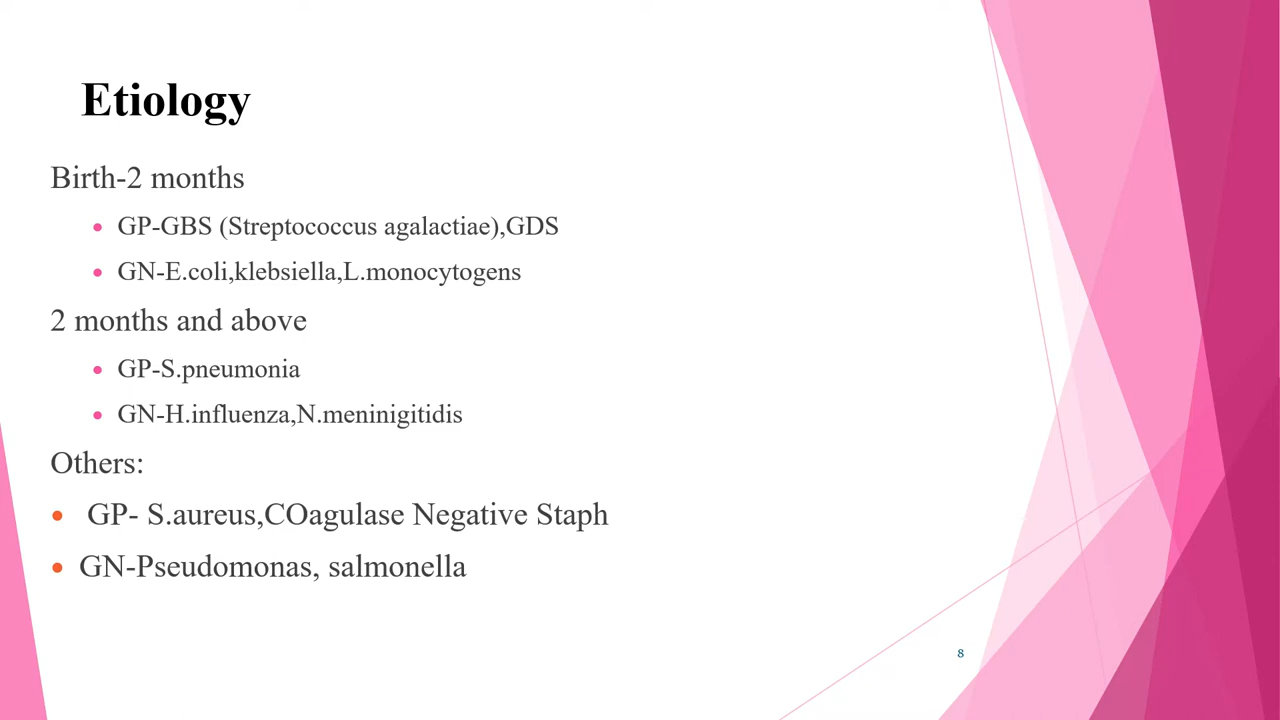 Etiology
Birth-2 months
• GP-GBS (Streptococcus agalactiae),GDS
• GN-E.coli,klebsiella,L.monocytogens
2 months and above
• GP-S.pneumonia
• GN-H.influenza,N.meninigitidis
Others:
• GP- S.aureus,COagulase Negative Staph
• GN-Pseudomonas, salmonella
8